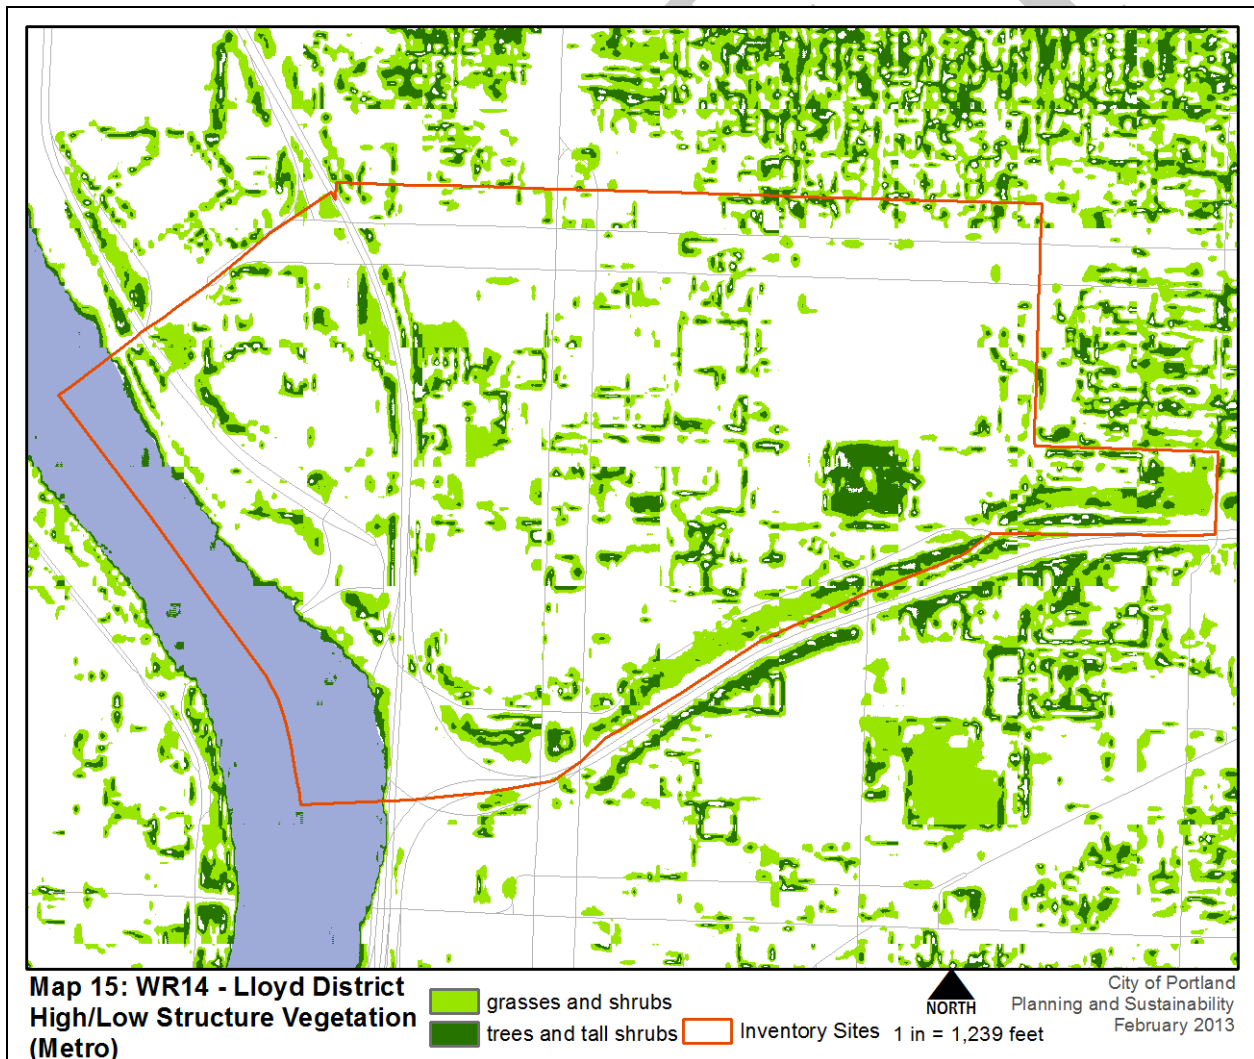 Map 15: WR14 - Lloyd District
High/Low Structure Vegetation
(Metro)
grasses and shrubs
trees and tall shrubs
Inventory Sites
NORTH
1 in = 1,239 feet
City of Portland
Planning and Sustainability
February 2013